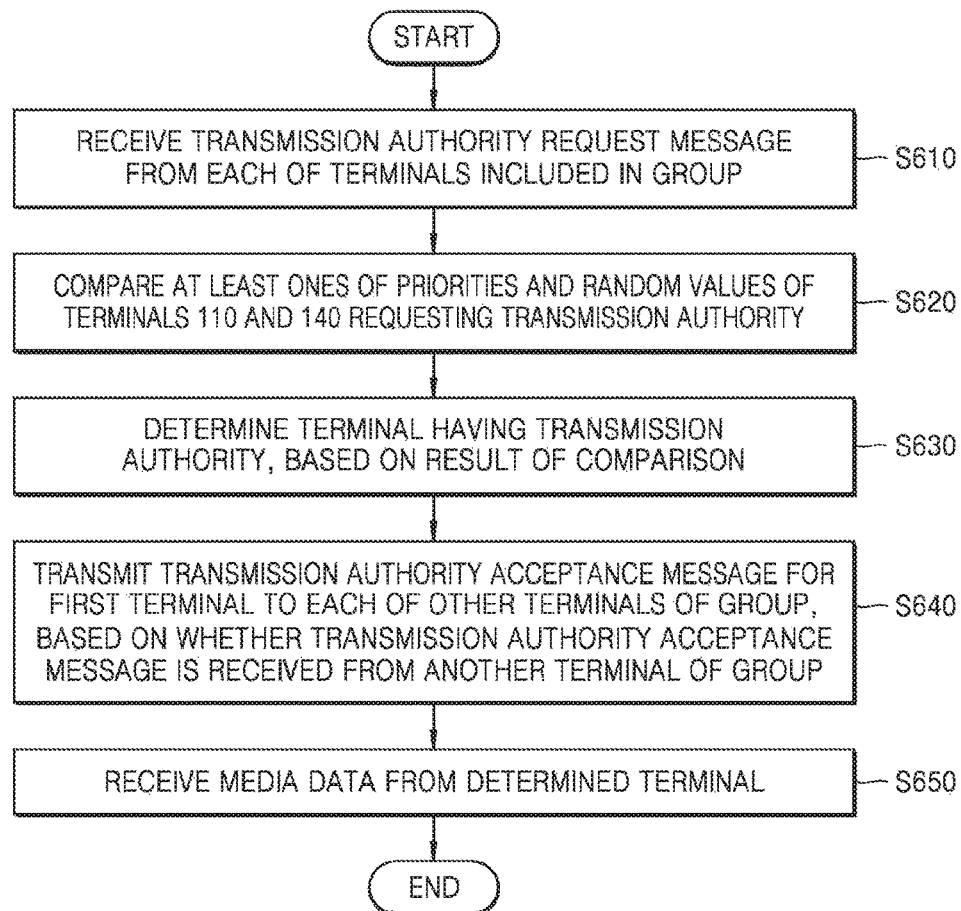 START
RECEIVE TRANSMISSION AUTHORITY REQUEST MESSAGE
FROM EACH OF TERMINALS INCLUDED IN GROUP
S610
COMPARE AT LEAST ONES OF PRIORITIES AND RANDOM VALUES OF
TERMINALS 110 AND 140 REQUESTING TRANSMISSION AUTHORITY
S620
DETERMINE TERMINAL HAVING TRANSMISSION
AUTHORITY, BASED ON RESULT OF COMPARISON
S630
TRANSMIT TRANSMISSION AUTHORITY ACCEPTANCE MESSAGE FOR
FIRST TERMINAL TO EACH OF OTHER TERMINALS OF GROUP,
BASED ON WHETHER TRANSMISSION AUTHORITY ACCEPTANCE
MESSAGE IS RECEIVED FROM ANOTHER TERMINAL OF GROUP
S640
RECEIVE MEDIA DATA FROM DETERMINED TERMINAL
S650
END